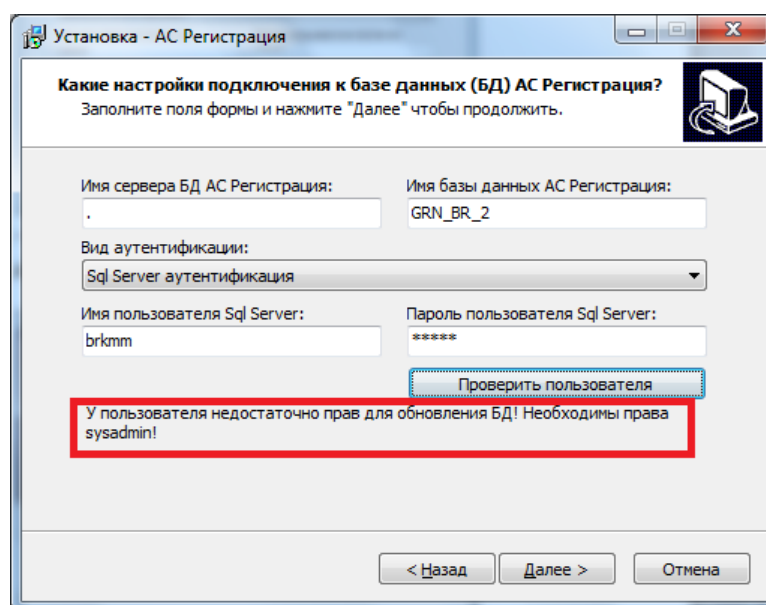 Установка - АС Регистрация
Какие настройки подключения к базе данных (БД) АС Регистрация?
Заполните поля формы и нажмите "Далее" чтобы продолжить.
Имя сервера БД АС Регистрация:
Имя базы данных АС Регистрация:
.
GRN_BR_2
Вид аутентификации:
Sql Server аутентификация
Имя пользователя Sql Server:
Пароль пользователя Sql Server:
brkmm
*****
Проверить пользователя
У пользователя недостаточно прав для обновления БД! Необходимы права
sysadmin!
< Назад
Далее >
Отмена